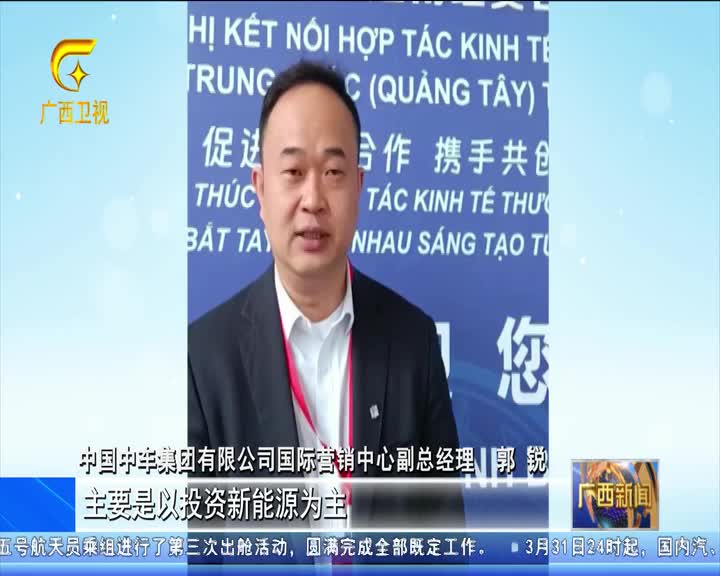 广西卫视
HỊ KẾT NỐI HỢP TÁC KINH TẾ
TRUNG (QUẢNG TÂY) T
促进 合作 携手共创
THÚC TÁC KINH TẾ THƯƠ
BẮT TAY NHAU SÁNG TẠO TƯ
迎 您
中国中车集团有限公司国际营销中心副总经理 郭 锐
主要是以投资新能源为主
广西新闻
五号航天员乘组进行了第三次出舱活动，圆满完成全部既定工作。 3月31日24时起，国内汽、